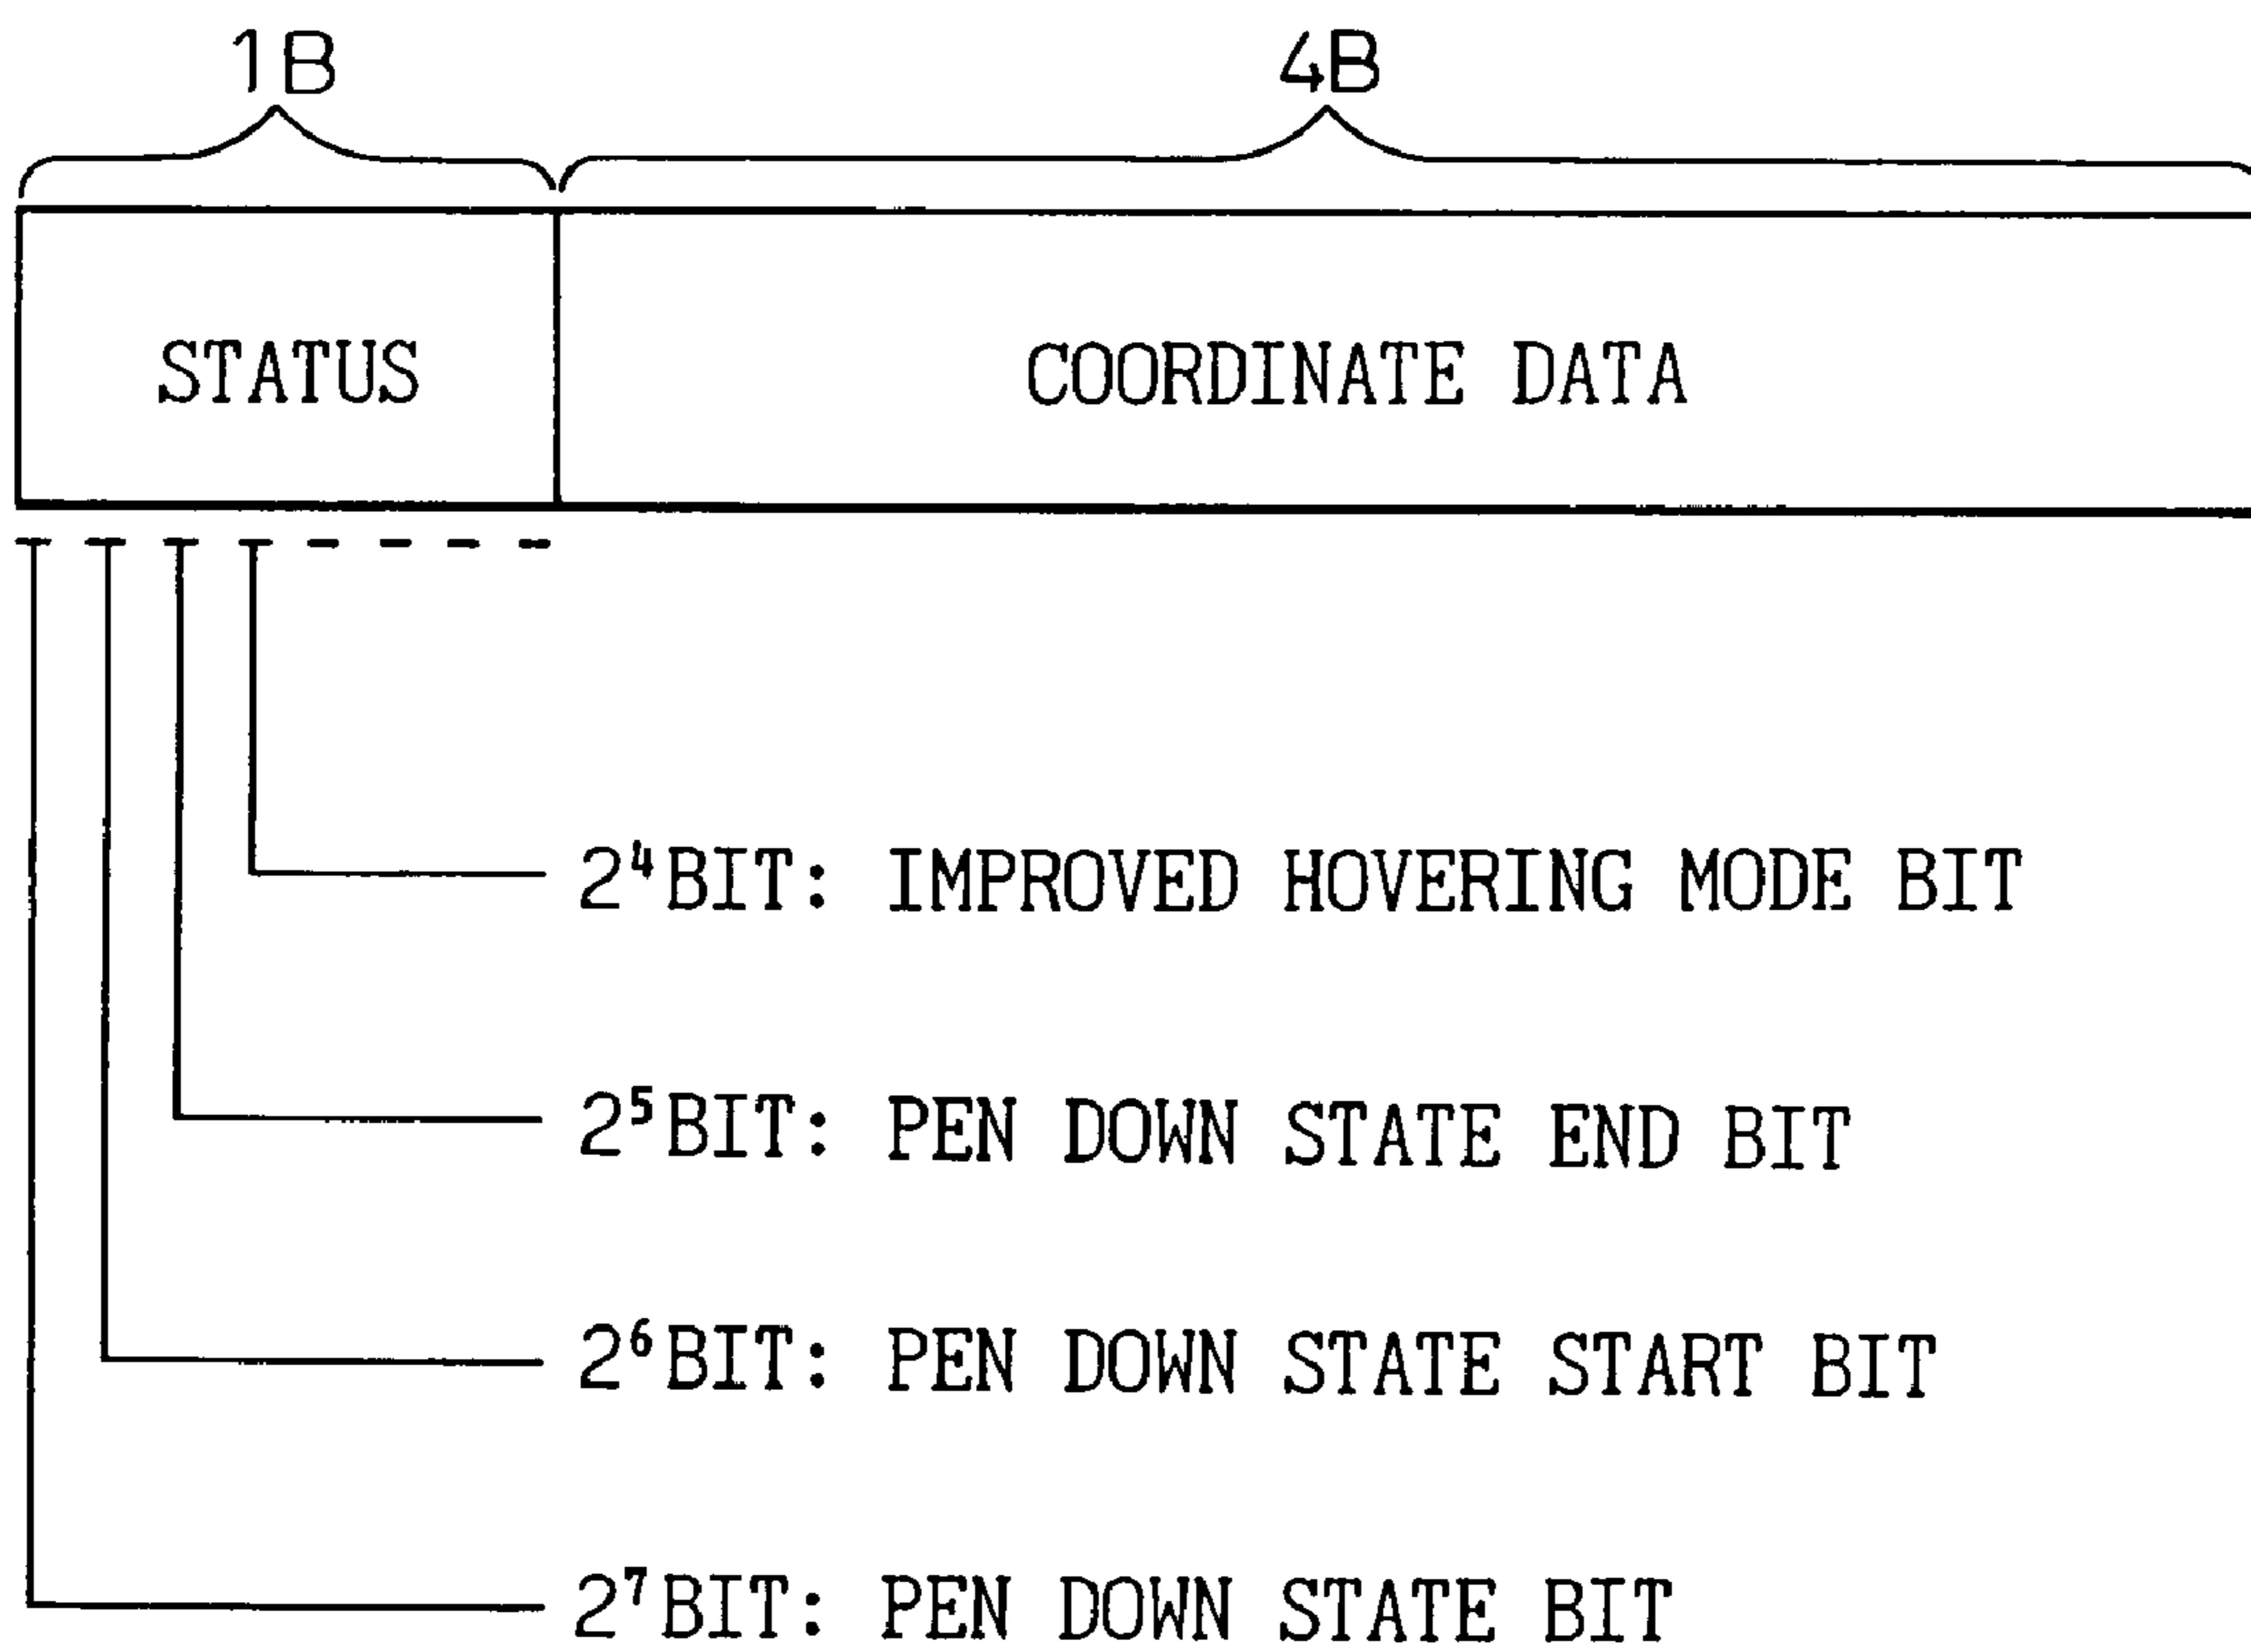 1B 4B
STATUS COORDINATE DATA
2⁴BIT: IMPROVED HOVERING MODE BIT
2⁵BIT: PEN DOWN STATE END BIT
2⁶BIT: PEN DOWN STATE START BIT
2⁷BIT: PEN DOWN STATE BIT